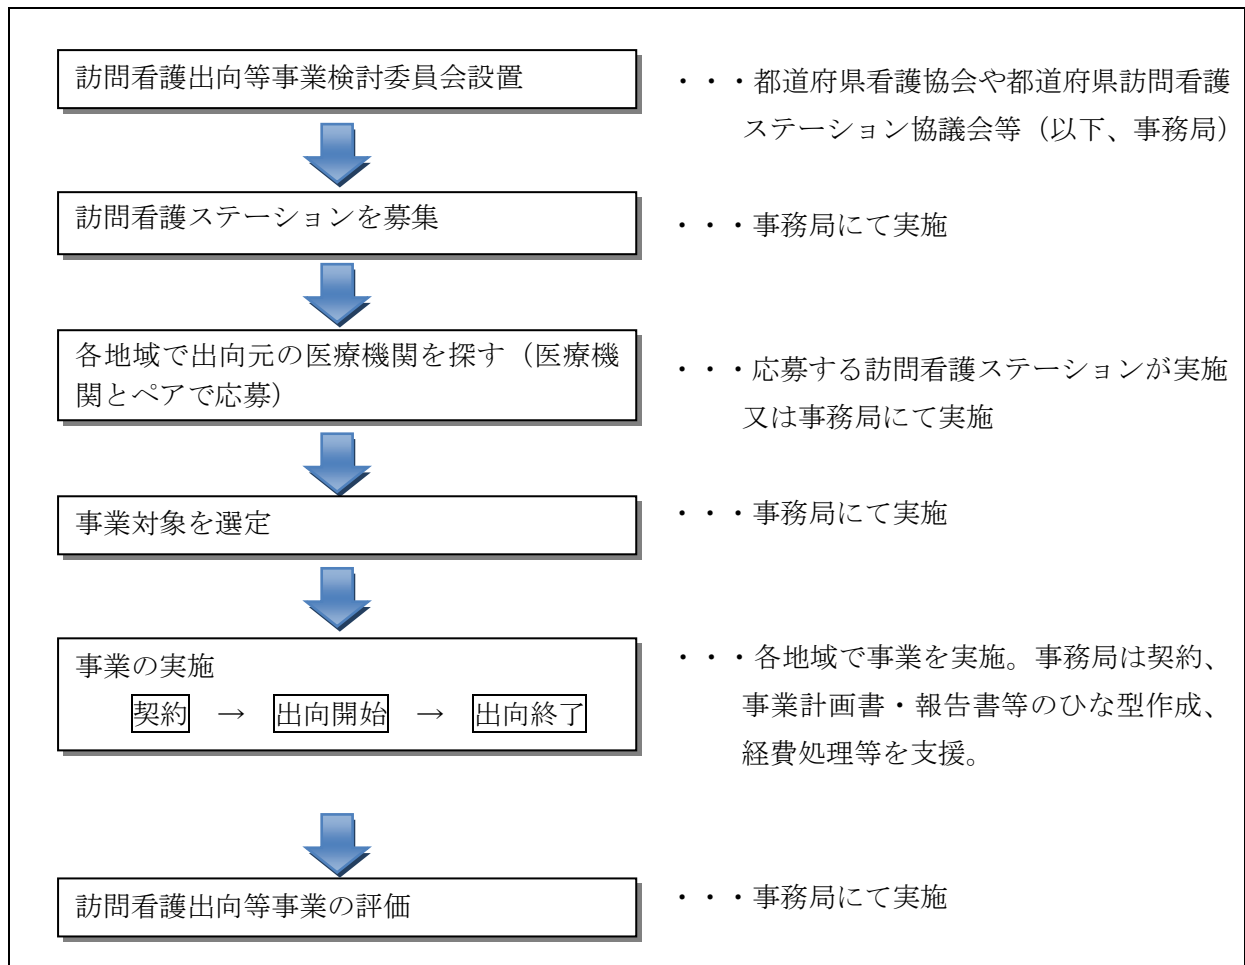 訪問看護出向等事業検討委員会設置
・・・都道府県看護協会や都道府県訪問看護
ステーション協議会等（以下、事務局）
訪問看護ステーションを募集
・・・事務局にて実施
各地域で出向元の医療機関を探す（医療機
関とペアで応募）
・・・応募する訪問看護ステーションが実施
又は事務局にて実施
事業対象を選定
・・・事務局にて実施
事業の実施
契約 → 出向開始 → 出向終了
・・・各地域で事業を実施。事務局は契約、
事業計画書・報告書等のひな型作成、
経費処理等を支援。
訪問看護出向等事業の評価
・・・事務局にて実施